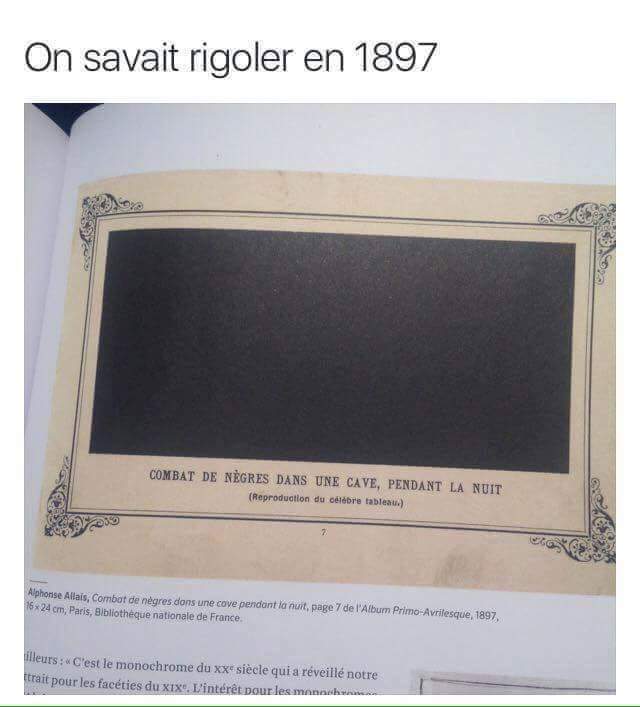 On savait rigoler en 1897
COMBAT DE NÈGRES DANS UNE CAVE, PENDANT LA NUIT
(Reproduction du célèbre tableau.)
7
Alphonse Allais, Combat de nègres dans une cave pendant la nuit, page 7 de l'Album Primo-Avrilesque, 1897,
16 x 24 cm, Paris, Bibliothèque nationale de France.
illeurs : « C'est le monochrome du XXe siècle qui a réveillé notre
ttrait pour les facéties du XIXe. L'intérêt pour les monochromes